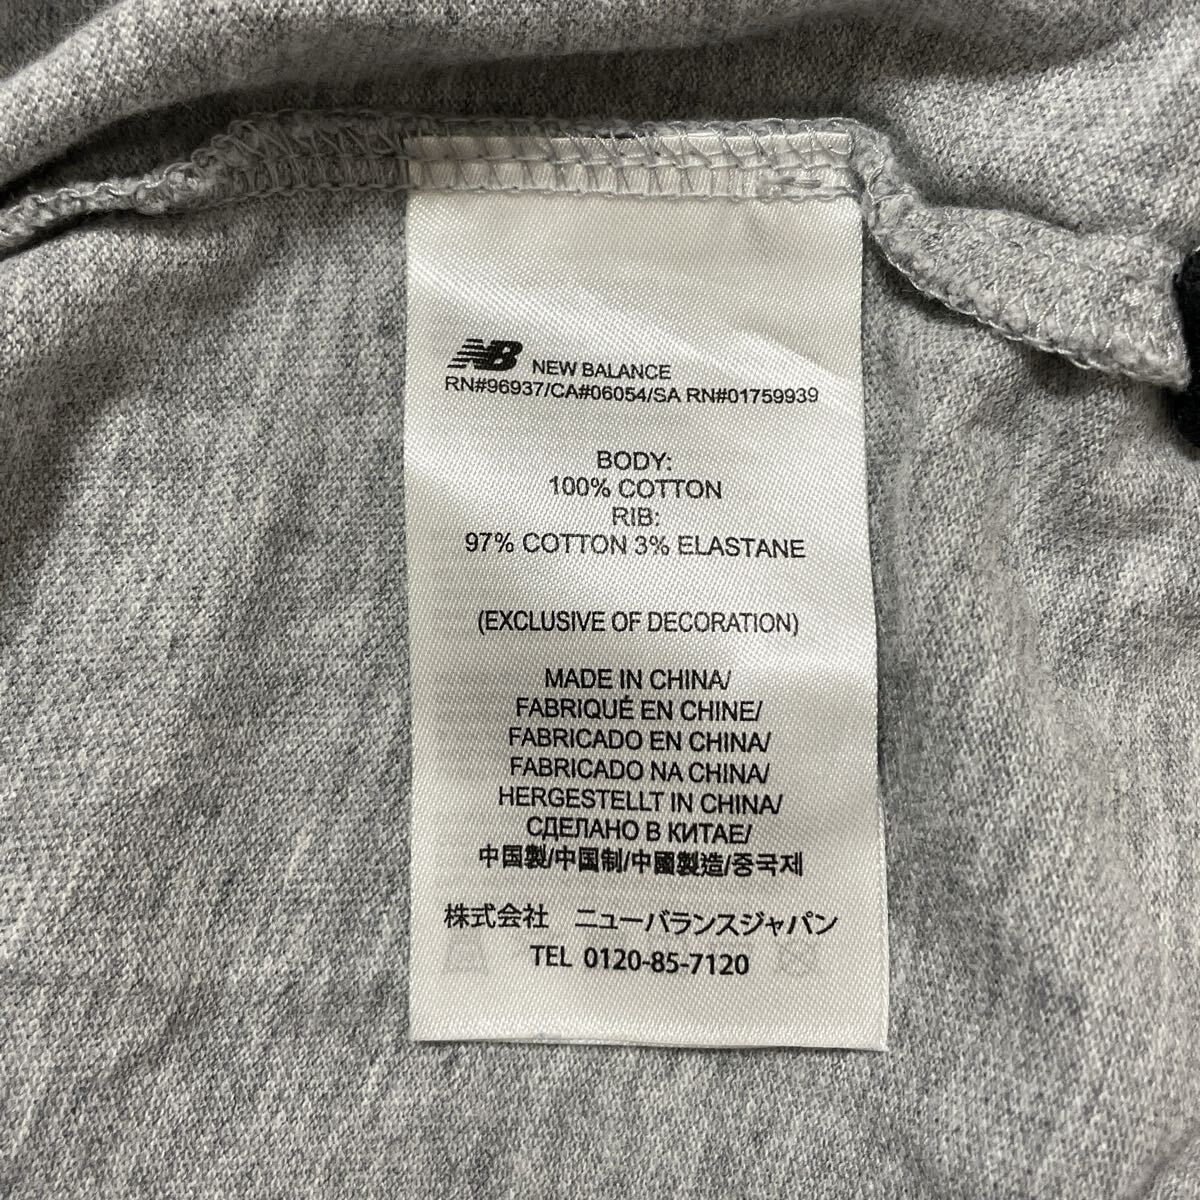 NB NEW BALANCE
RN#96937/CA#06054/SA RN#01759939
BODY:
100% COTTON
RIB:
97% COTTON 3% ELASTANE
(EXCLUSIVE OF DECORATION)
MADE IN CHINA/
FABRIQUÉ EN CHINE/
FABRICADO EN CHINA/
FABRICADO NA CHINA/
HERGESTELLT IN CHINA/
СДЕЛАНО В КИТАЕ/
中国製/中国制/中國製造/중국제
株式会社 ニューバランスジャパン
TEL 0120-85-7120